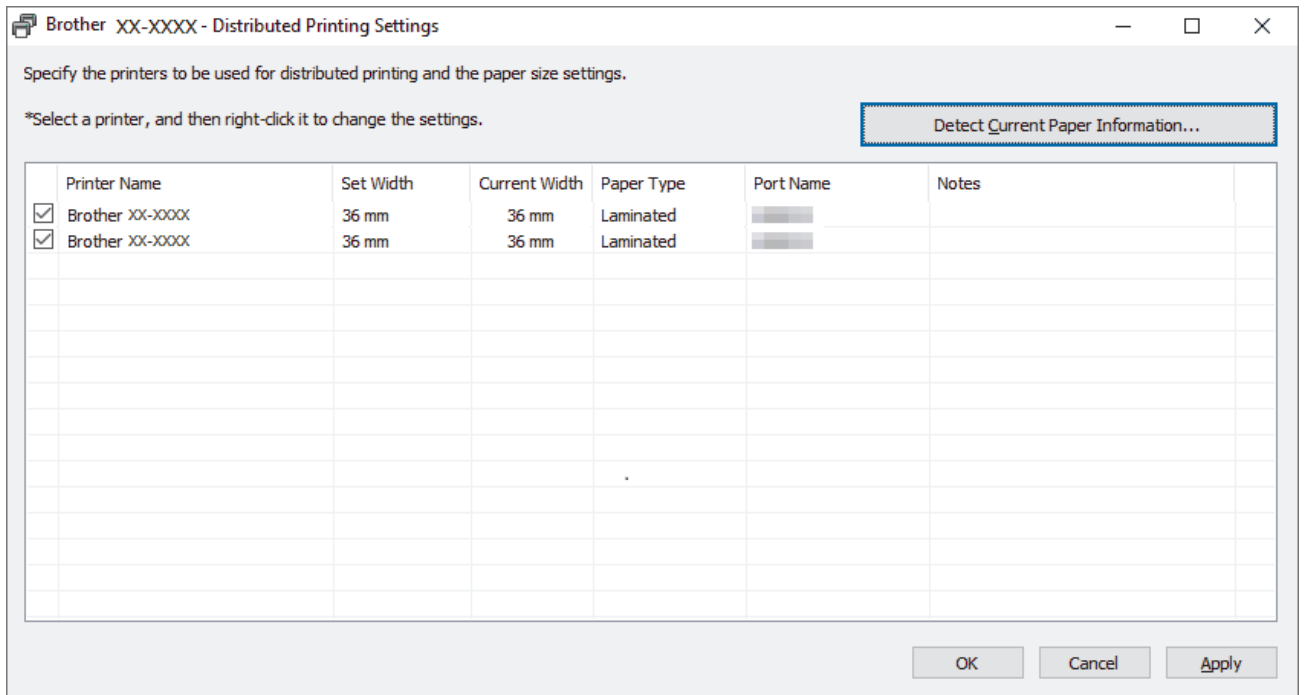 Brother XX-XXXX - Distributed Printing Settings
Specify the printers to be used for distributed printing and the paper size settings.
*Select a printer, and then right-click it to change the settings.
Detect Current Paper Information...
Printer Name Set Width Current Width Paper Type Port Name Notes
Brother XX-XXXX 36 mm 36 mm Laminated
Brother XX-XXXX 36 mm 36 mm Laminated
OK Cancel Apply